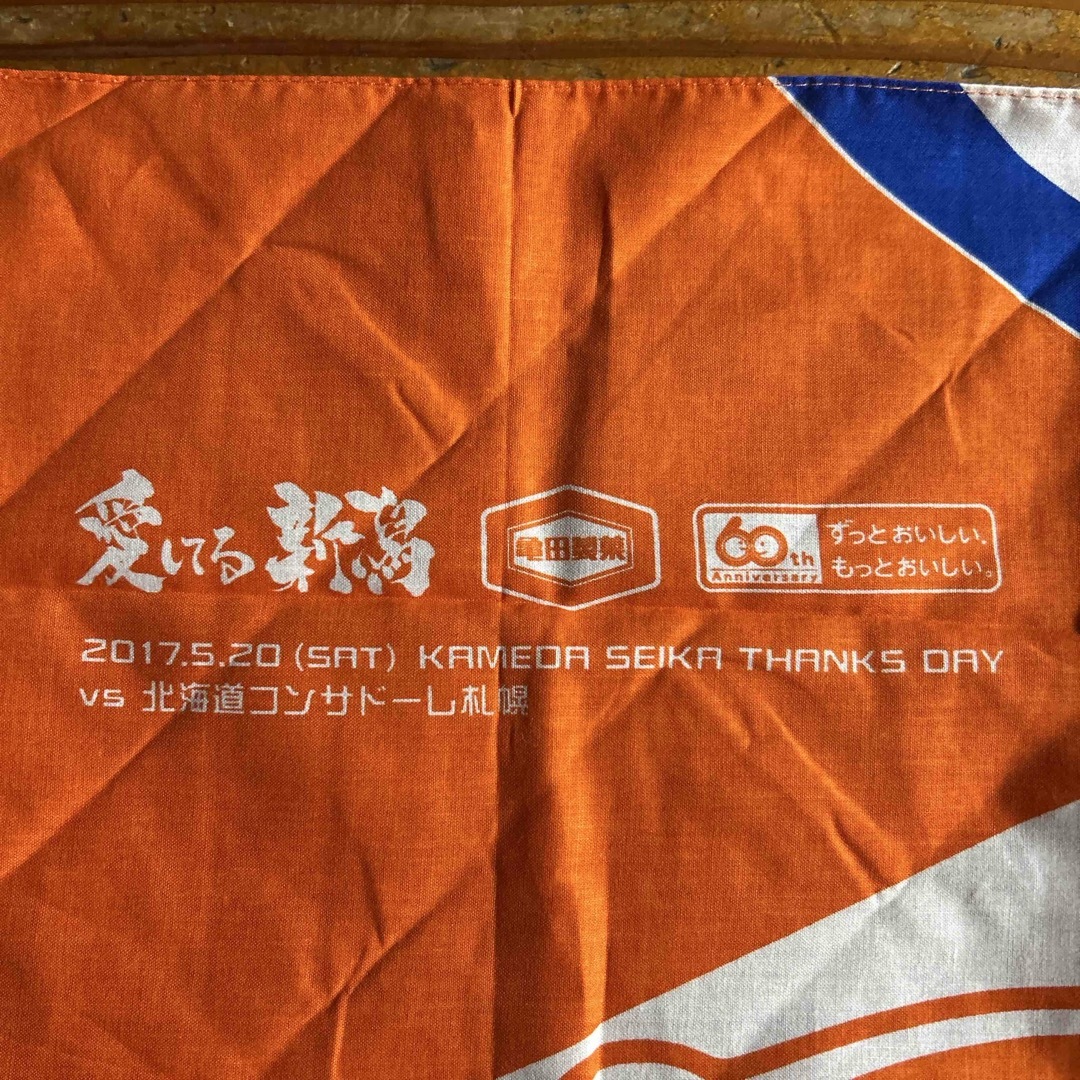 愛してる新潟
亀田製菓
60th
Anniversary
ずっとおいしい、
もっとおいしい。
2017.5.20 (SAT) KAMEDA SEIKA THANKS DAY
vs 北海道コンサドーレ札幌